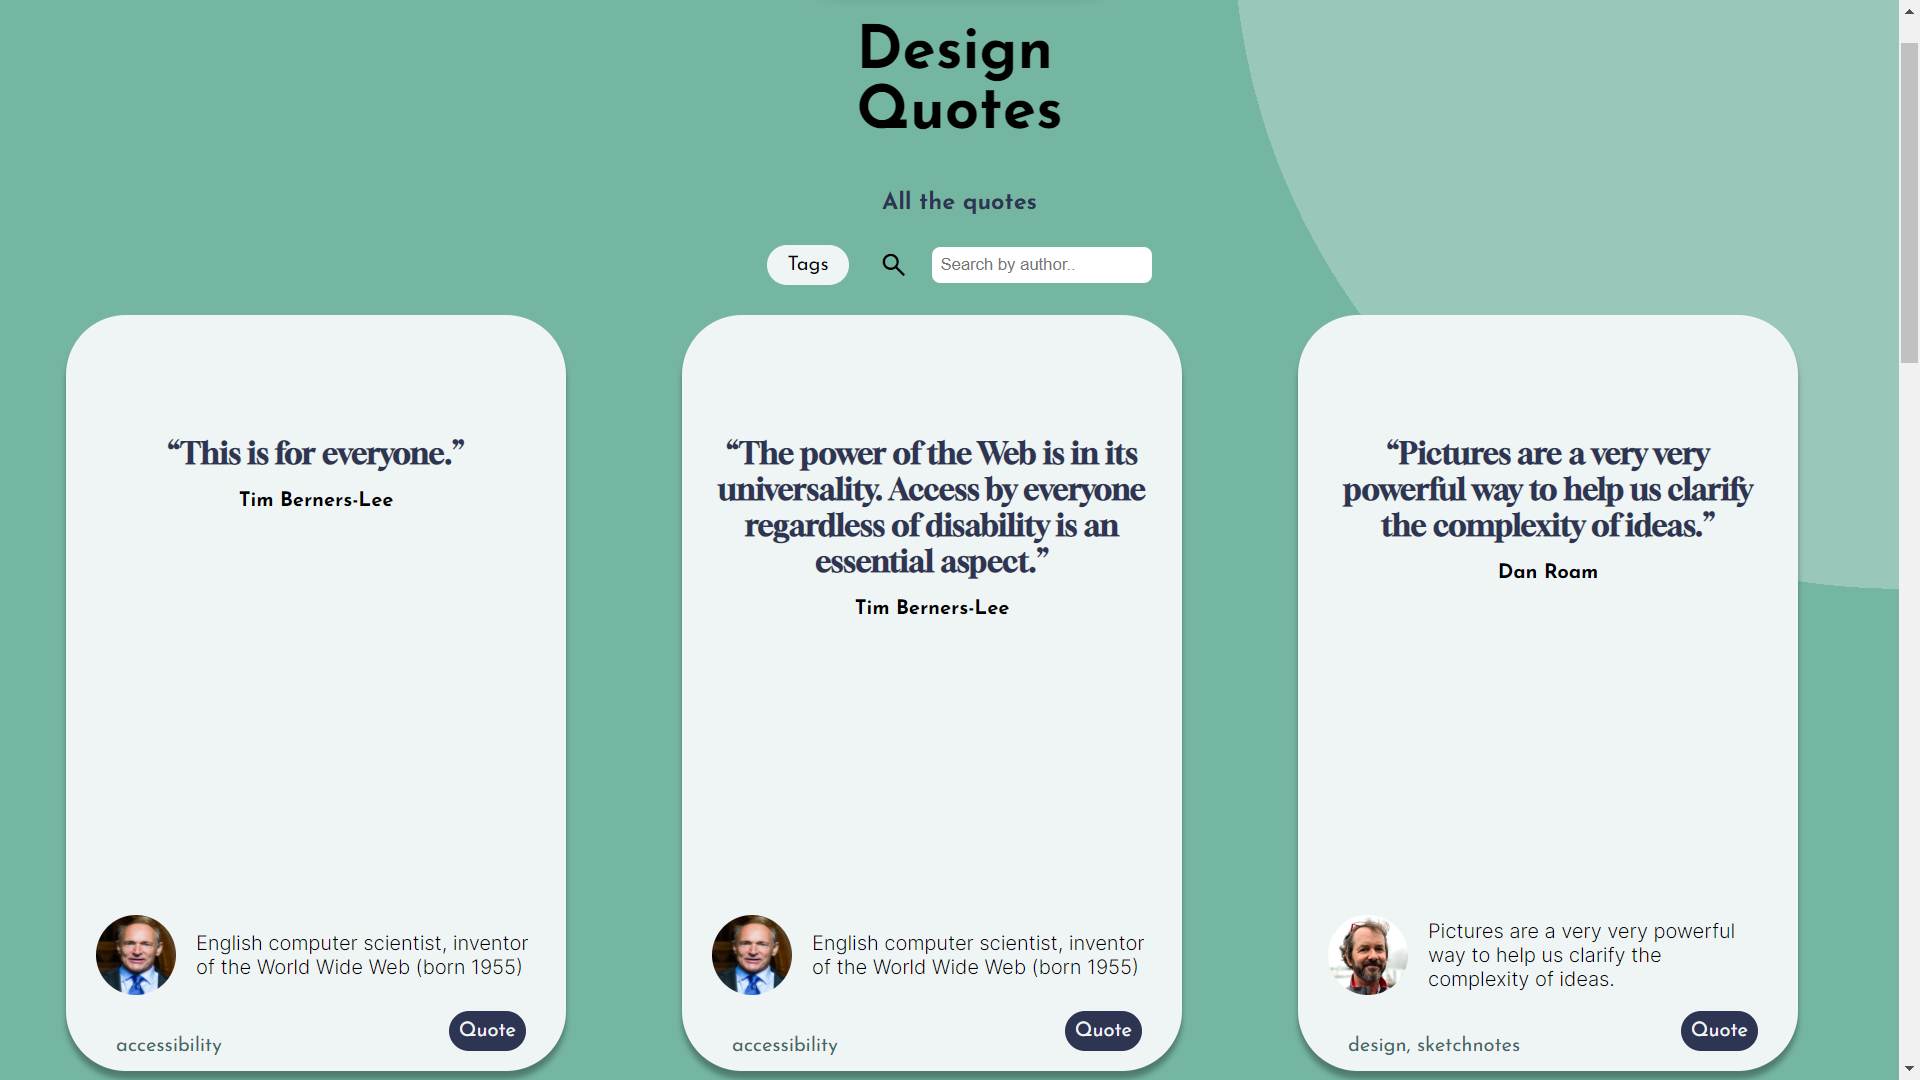 Design
Quotes
All the quotes
Tags
Search by author..
“This is for everyone.”
Tim Berners-Lee
English computer scientist, inventor
of the World Wide Web (born 1955)
accessibility
Quote
“The power of the Web is in its
universality. Access by everyone
regardless of disability is an
essential aspect.”
Tim Berners-Lee
English computer scientist, inventor
of the World Wide Web (born 1955)
accessibility
Quote
“Pictures are a very very
powerful way to help us clarify
the complexity of ideas.”
Dan Roam
Pictures are a very very powerful
way to help us clarify the
complexity of ideas.
design, sketchnotes
Quote